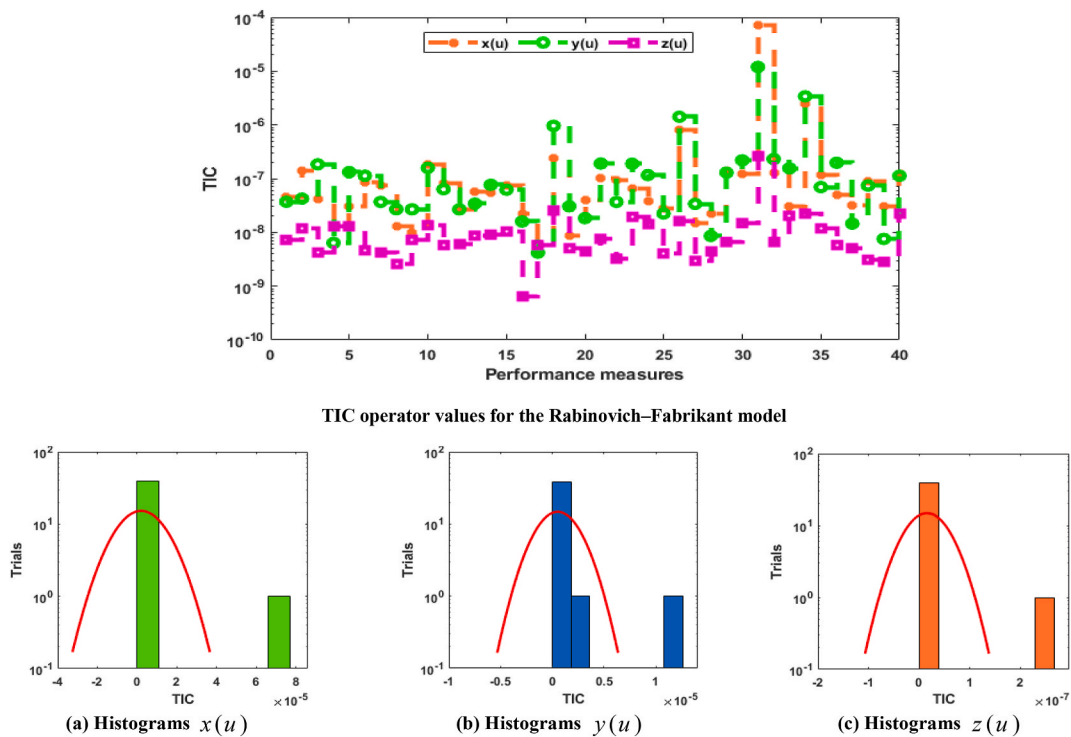 10^-4
10^-5
10^-6
10^-7
10^-8
10^-9
10^-10
TIC
x(u) y(u) z(u)
0 5 10 15 20 25 30 35 40
Performance measures
TIC operator values for the Rabinovich–Fabrikant model
10^2
10^1
10^0
10^-1
Trials
-4 -2 0 2 4 6 8
TIC ×10^-5
(a) Histograms x(u)
10^2
10^1
10^0
10^-1
Trials
-1 -0.5 0 0.5 1
TIC ×10^-5
(b) Histograms y(u)
10^2
10^1
10^0
10^-1
Trials
-2 -1 0 1 2 3
TIC ×10^-7
(c) Histograms z(u)